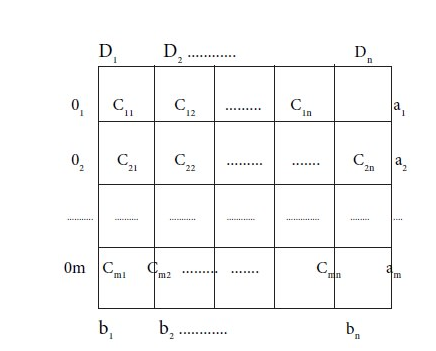 D₁ D₂ ............ Dₙ
0₁ C₁₁ C₁₂ ......... C₁ₙ a₁
0₂ C₂₁ C₂₂ ......... ....... C₂ₙ a₂
............ .......... ........... ............ .............. ........ ....
0m Cₘ₁ Cₘ₂ ......... ....... Cₘₙ aₘ
b₁ b₂ ............ bₙ